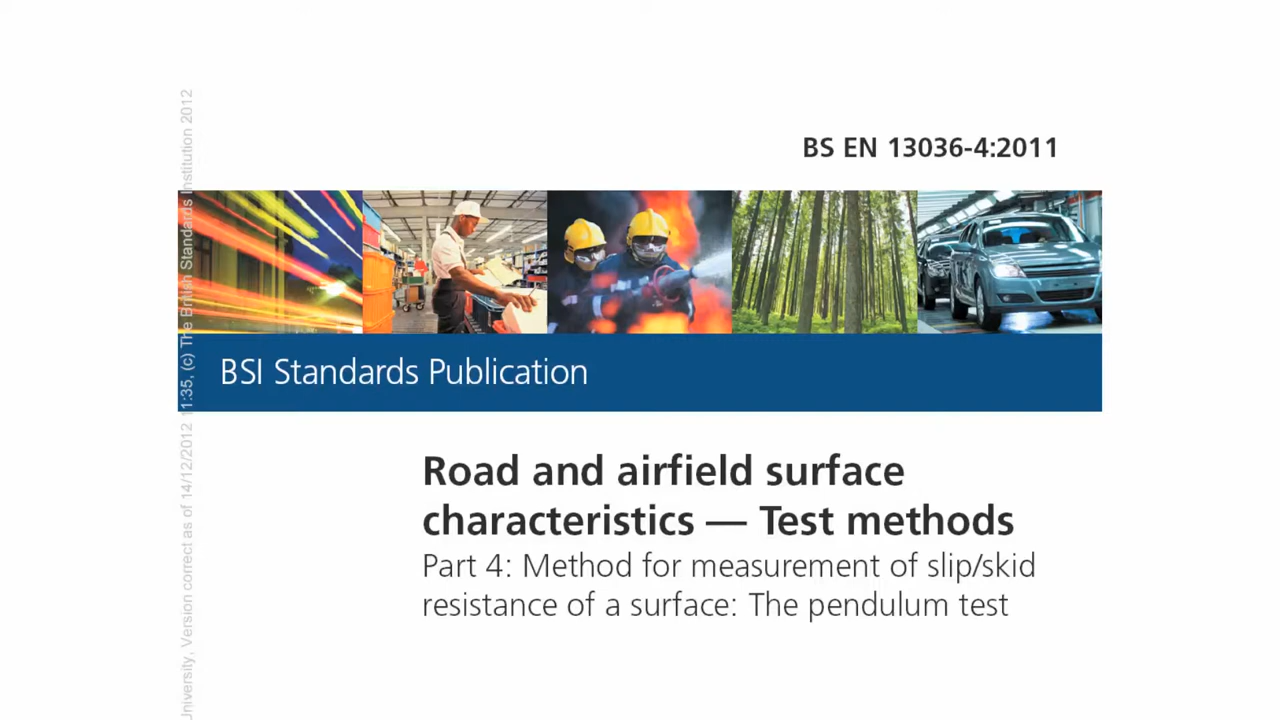 BS EN 13036-4:2011
BSI Standards Publication
Road and airfield surface
characteristics — Test methods
Part 4: Method for measurement of slip/skid
resistance of a surface: The pendulum test
University, Version correct as of 14/12/2012 11:35, (c) The British Standards Institution 2012